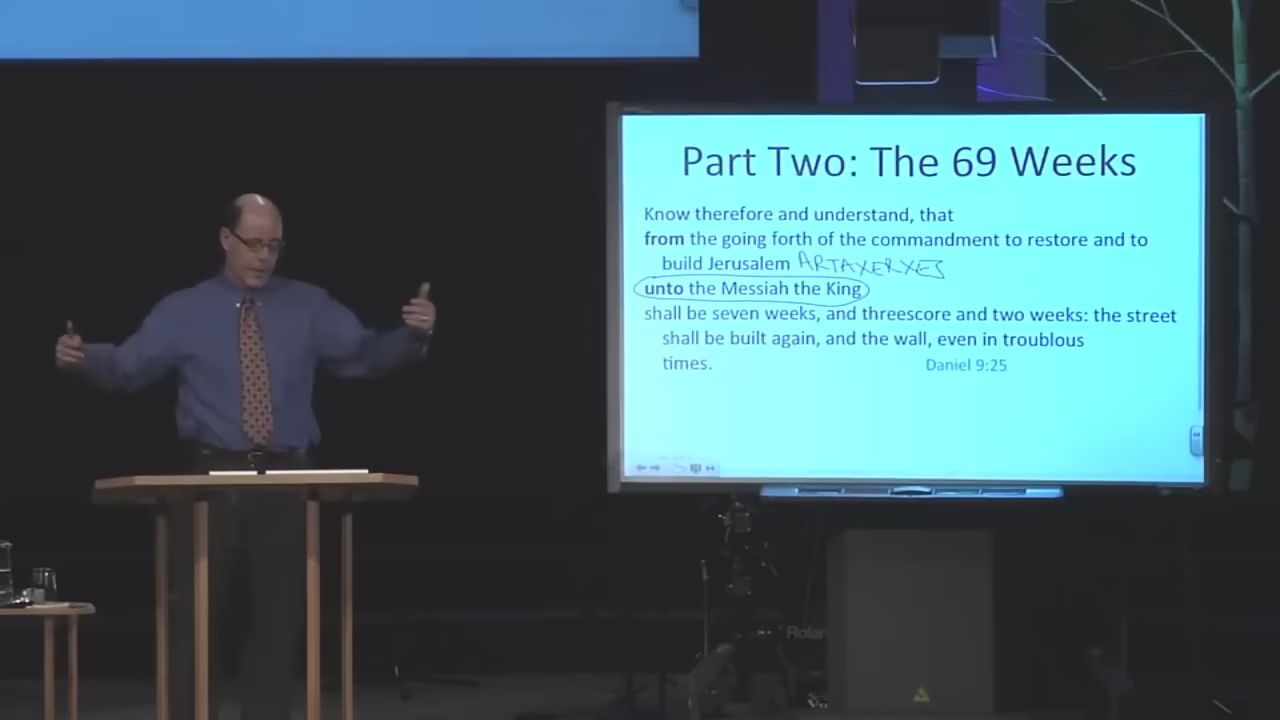 Part Two: The 69 Weeks
Know therefore and understand, that
from the going forth of the commandment to restore and to
build Jerusalem ARTAXERXES
unto the Messiah the King
shall be seven weeks, and threescore and two weeks: the street
shall be built again, and the wall, even in troublous
times. Daniel 9:25
Roland